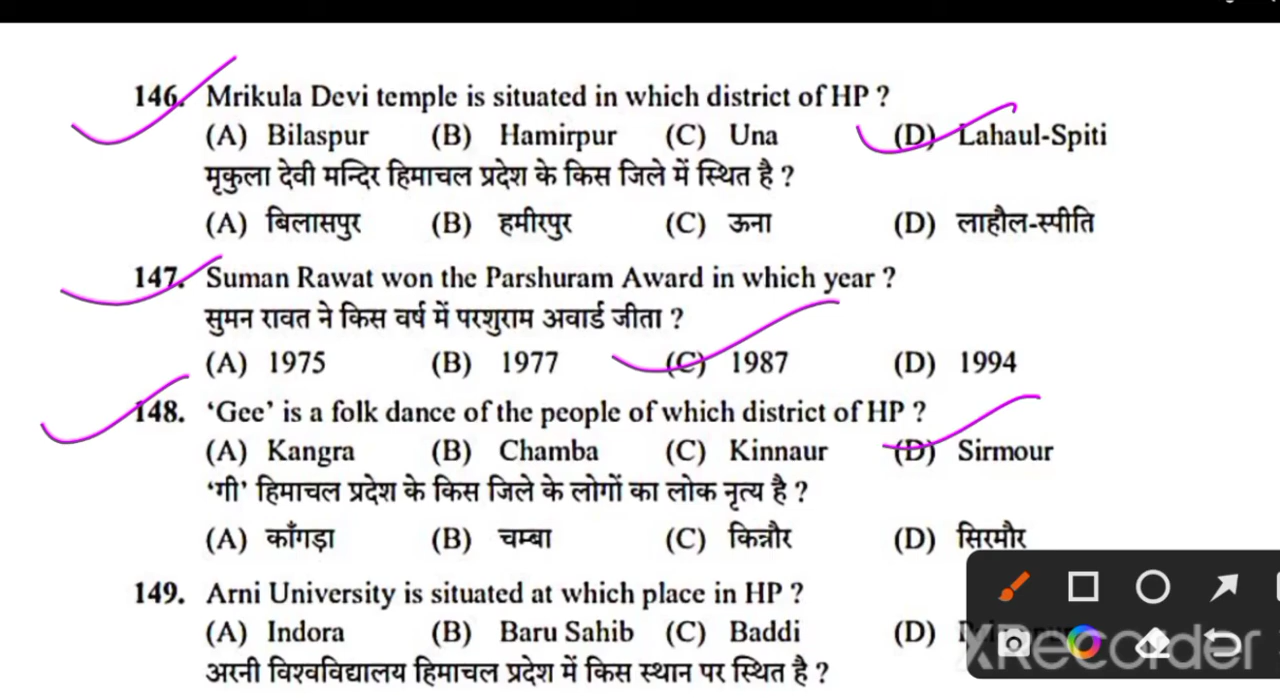 146. Mrikula Devi temple is situated in which district of HP ?
(A) Bilaspur (B) Hamirpur (C) Una (D) Lahaul-Spiti
मृकुला देवी मन्दिर हिमाचल प्रदेश के किस जिले में स्थित है ?
(A) बिलासपुर (B) हमीरपुर (C) ऊना (D) लाहौल-स्पीति
147. Suman Rawat won the Parshuram Award in which year ?
सुमन रावत ने किस वर्ष में परशुराम अवार्ड जीता ?
(A) 1975 (B) 1977 (C) 1987 (D) 1994
148. ‘Gee’ is a folk dance of the people of which district of HP ?
(A) Kangra (B) Chamba (C) Kinnaur (D) Sirmour
‘गी’ हिमाचल प्रदेश के किस जिले के लोगों का लोक नृत्य है ?
(A) काँगड़ा (B) चम्बा (C) किन्नौर (D) सिरमौर
149. Arni University is situated at which place in HP ?
(A) Indora (B) Baru Sahib (C) Baddi (D)
XRecorder
अरनी विश्वविद्यालय हिमाचल प्रदेश में किस स्थान पर स्थित है ?